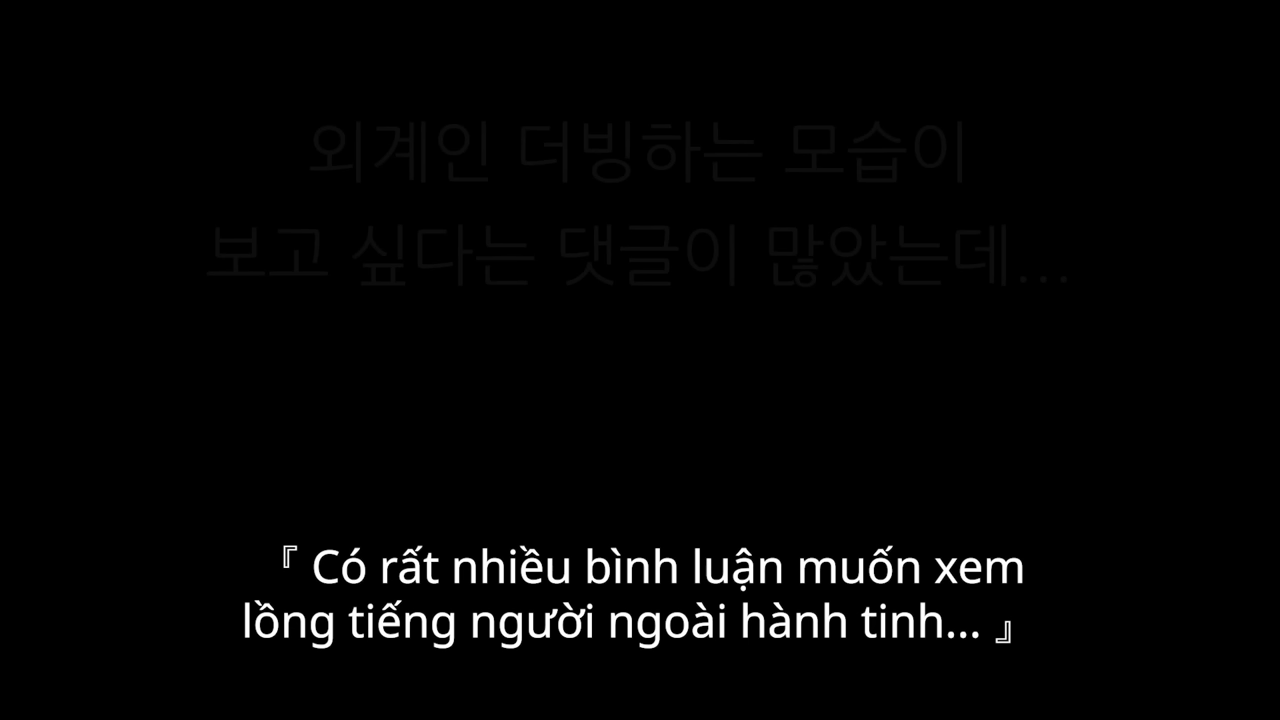 외계인 더빙하는 모습이
보고 싶다는 댓글이 많았는데...
『 Có rất nhiều bình luận muốn xem
lồng tiếng người ngoài hành tinh... 』